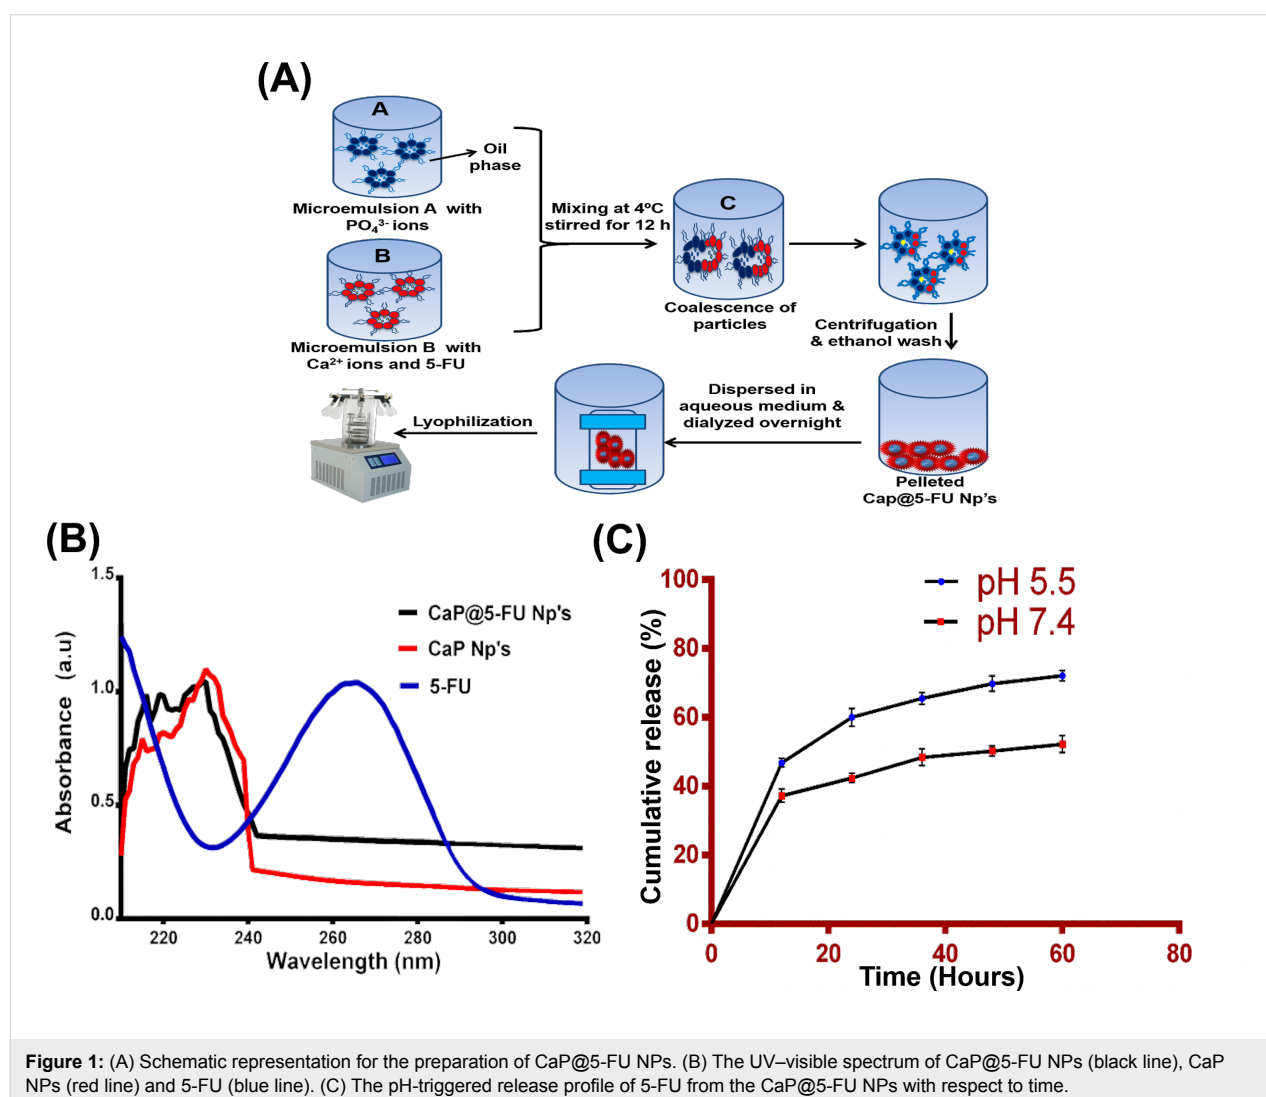 (A)
A
Oil
phase
Microemulsion A with
PO₄³⁻ ions
B
Microemulsion B with
Ca²⁺ ions and 5-FU
Mixing at 4ºC
stirred for 12 h
C
Coalescence of
particles
Centrifugation
& ethanol wash
Pelleted
Cap@5-FU Np's
Dispersed in
aqueous medium &
dialyzed overnight
Lyophilization
(B)
1.5
1.0
0.5
0.0
Absorbance (a.u)
220 240 260 280 300 320
Wavelength (nm)
CaP@5-FU Np's
CaP Np's
5-FU
(C)
100
80
60
40
20
0
Cumulative release (%)
0 20 40 60 80
Time (Hours)
pH 5.5
pH 7.4
Figure 1: (A) Schematic representation for the preparation of CaP@5-FU NPs. (B) The UV–visible spectrum of CaP@5-FU NPs (black line), CaP
NPs (red line) and 5-FU (blue line). (C) The pH-triggered release profile of 5-FU from the CaP@5-FU NPs with respect to time.